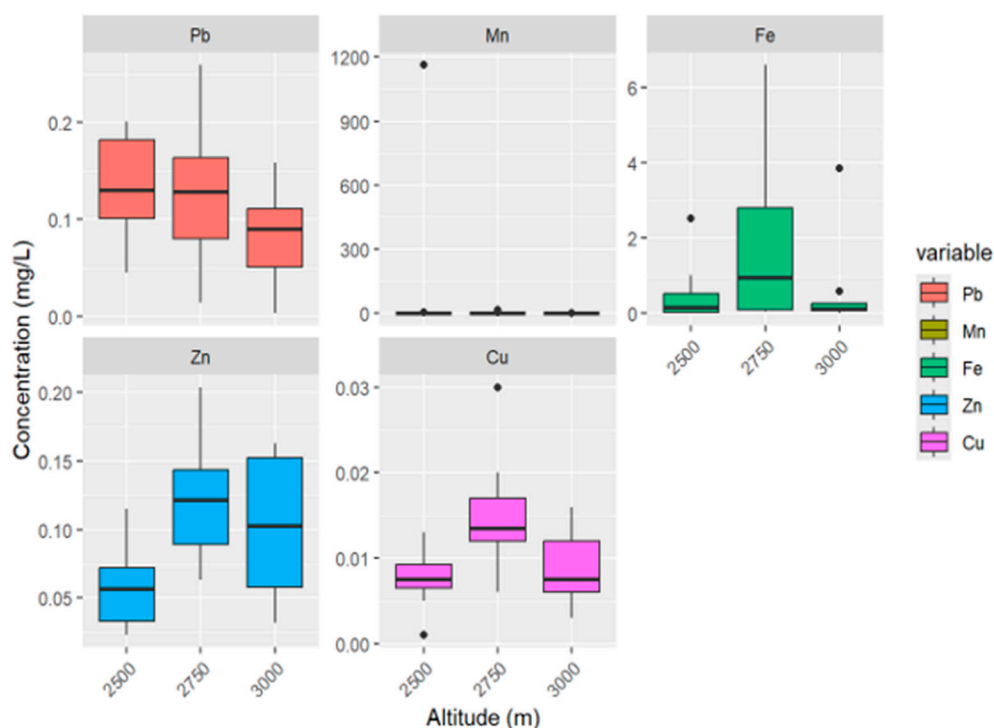 Pb
Mn
Fe
0.2
0.1
0.0
1200
900
600
300
0
6
4
2
0
2500
2750
3000
Zn
Cu
0.20
0.15
0.10
0.05
0.03
0.02
0.01
0.00
2500
2750
3000
2500
2750
3000
Concentration (mg/L)
Altitude (m)
variable
Pb
Mn
Fe
Zn
Cu